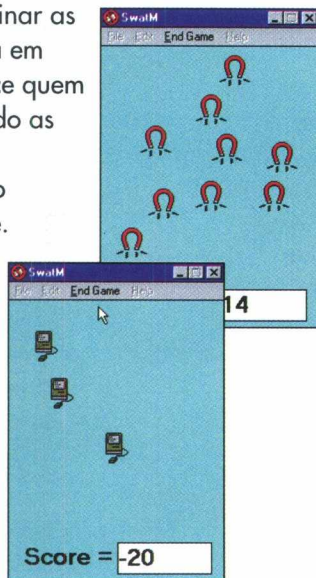 inar as
em
quem
do as
SwatM
File Edit End Game Help
14
SwatM
File Edit End Game Help
Score = -20